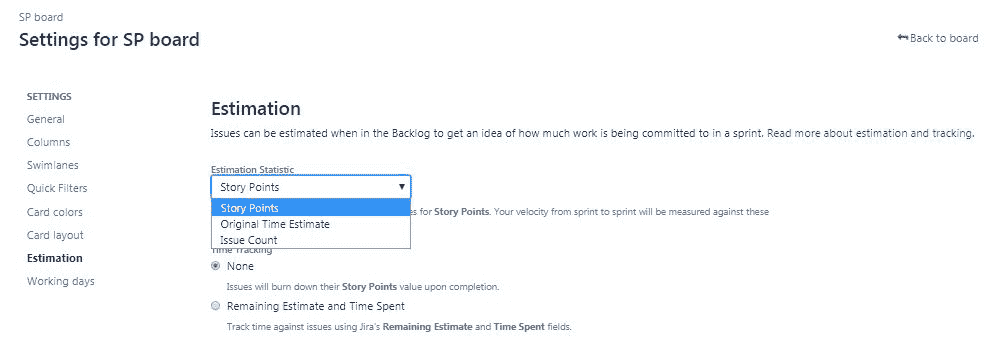 SP board
Settings for SP board
Back to board
SETTINGS
General
Columns
Swimlanes
Quick Filters
Card colors
Card layout
Estimation
Working days
Estimation
Issues can be estimated when in the Backlog to get an idea of how much work is being committed to in a sprint. Read more about estimation and tracking.
Estimation Statistic
Story Points
Story Points
Original Time Estimate
Issue Count
for Story Points. Your velocity from sprint to sprint will be measured against these
Time Tracking
None
Issues will burn down their Story Points value upon completion.
Remaining Estimate and Time Spent
Track time against issues using Jira's Remaining Estimate and Time Spent fields.